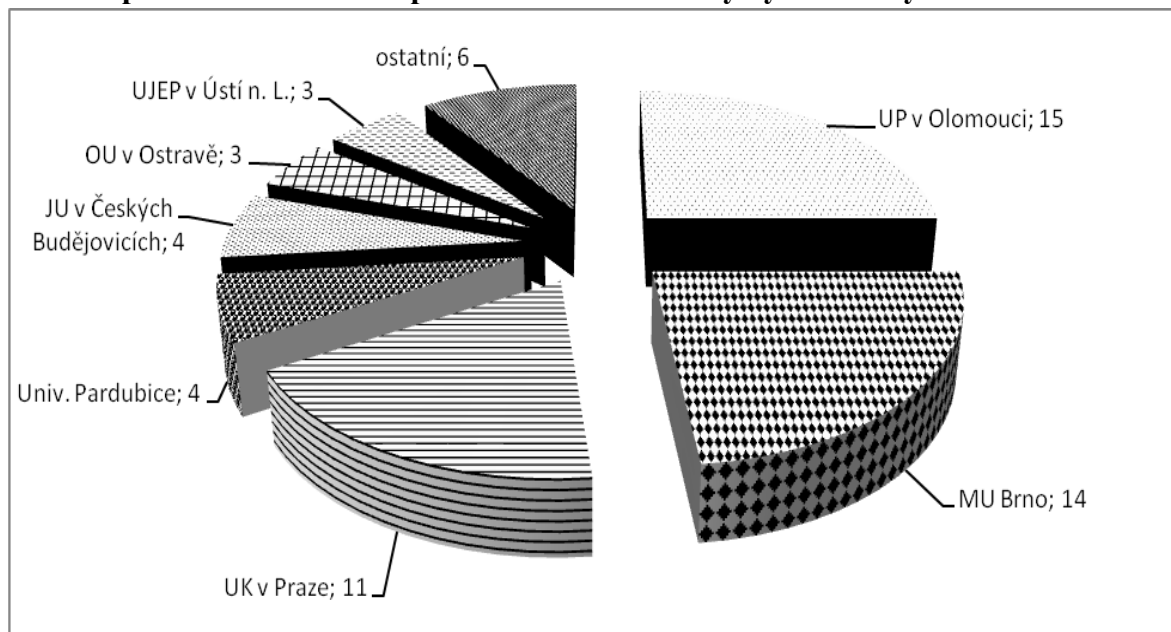 ostatní; 6
UJEP v Ústí n. L.; 3
OU v Ostravě; 3
JU v Českých
Budějovicích; 4
Univ. Pardubice; 4
UK v Praze; 11
UP v Olomouci; 15
MU Brno; 14